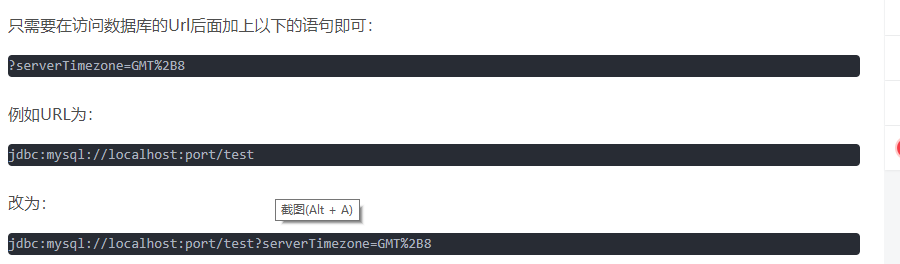 只需要在访问数据库的Url后面加上以下的语句即可：
?serverTimezone=GMT%2B8
例如URL为：
jdbc:mysql://localhost:port/test
改为：
截图(Alt + A)
jdbc:mysql://localhost:port/test?serverTimezone=GMT%2B8